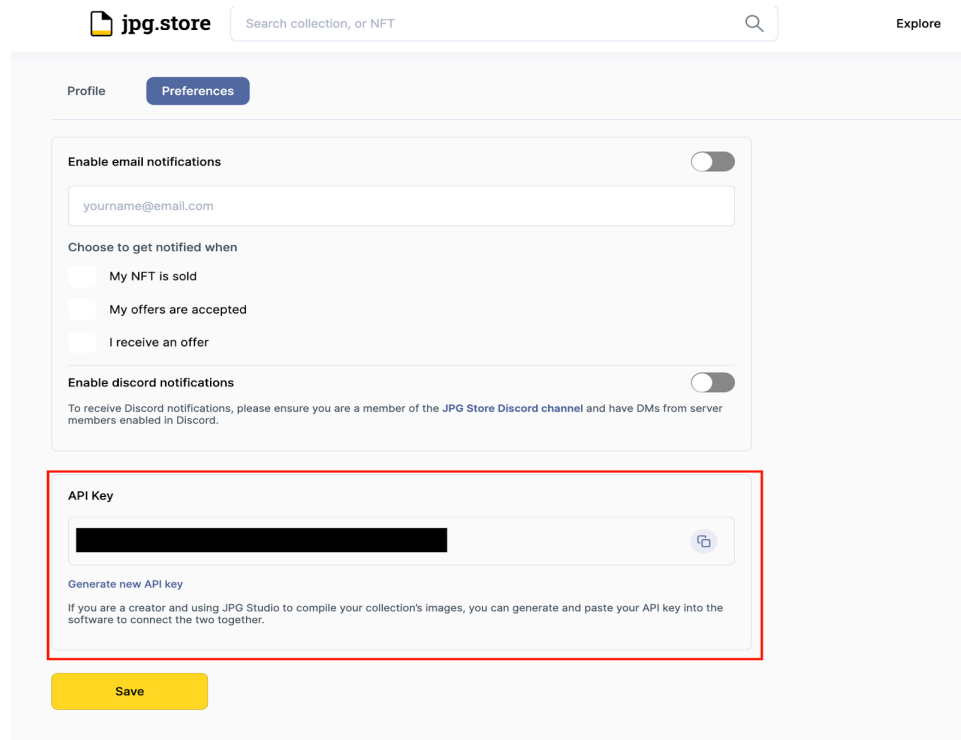 jpg.store
Search collection, or NFT
Explore
Profile
Preferences
Enable email notifications
yourname@email.com
Choose to get notified when
My NFT is sold
My offers are accepted
I receive an offer
Enable discord notifications
To receive Discord notifications, please ensure you are a member of the JPG Store Discord channel and have DMs from server
members enabled in Discord.
API Key
Generate new API key
If you are a creator and using JPG Studio to compile your collection's images, you can generate and paste your API key into the
software to connect the two together.
Save